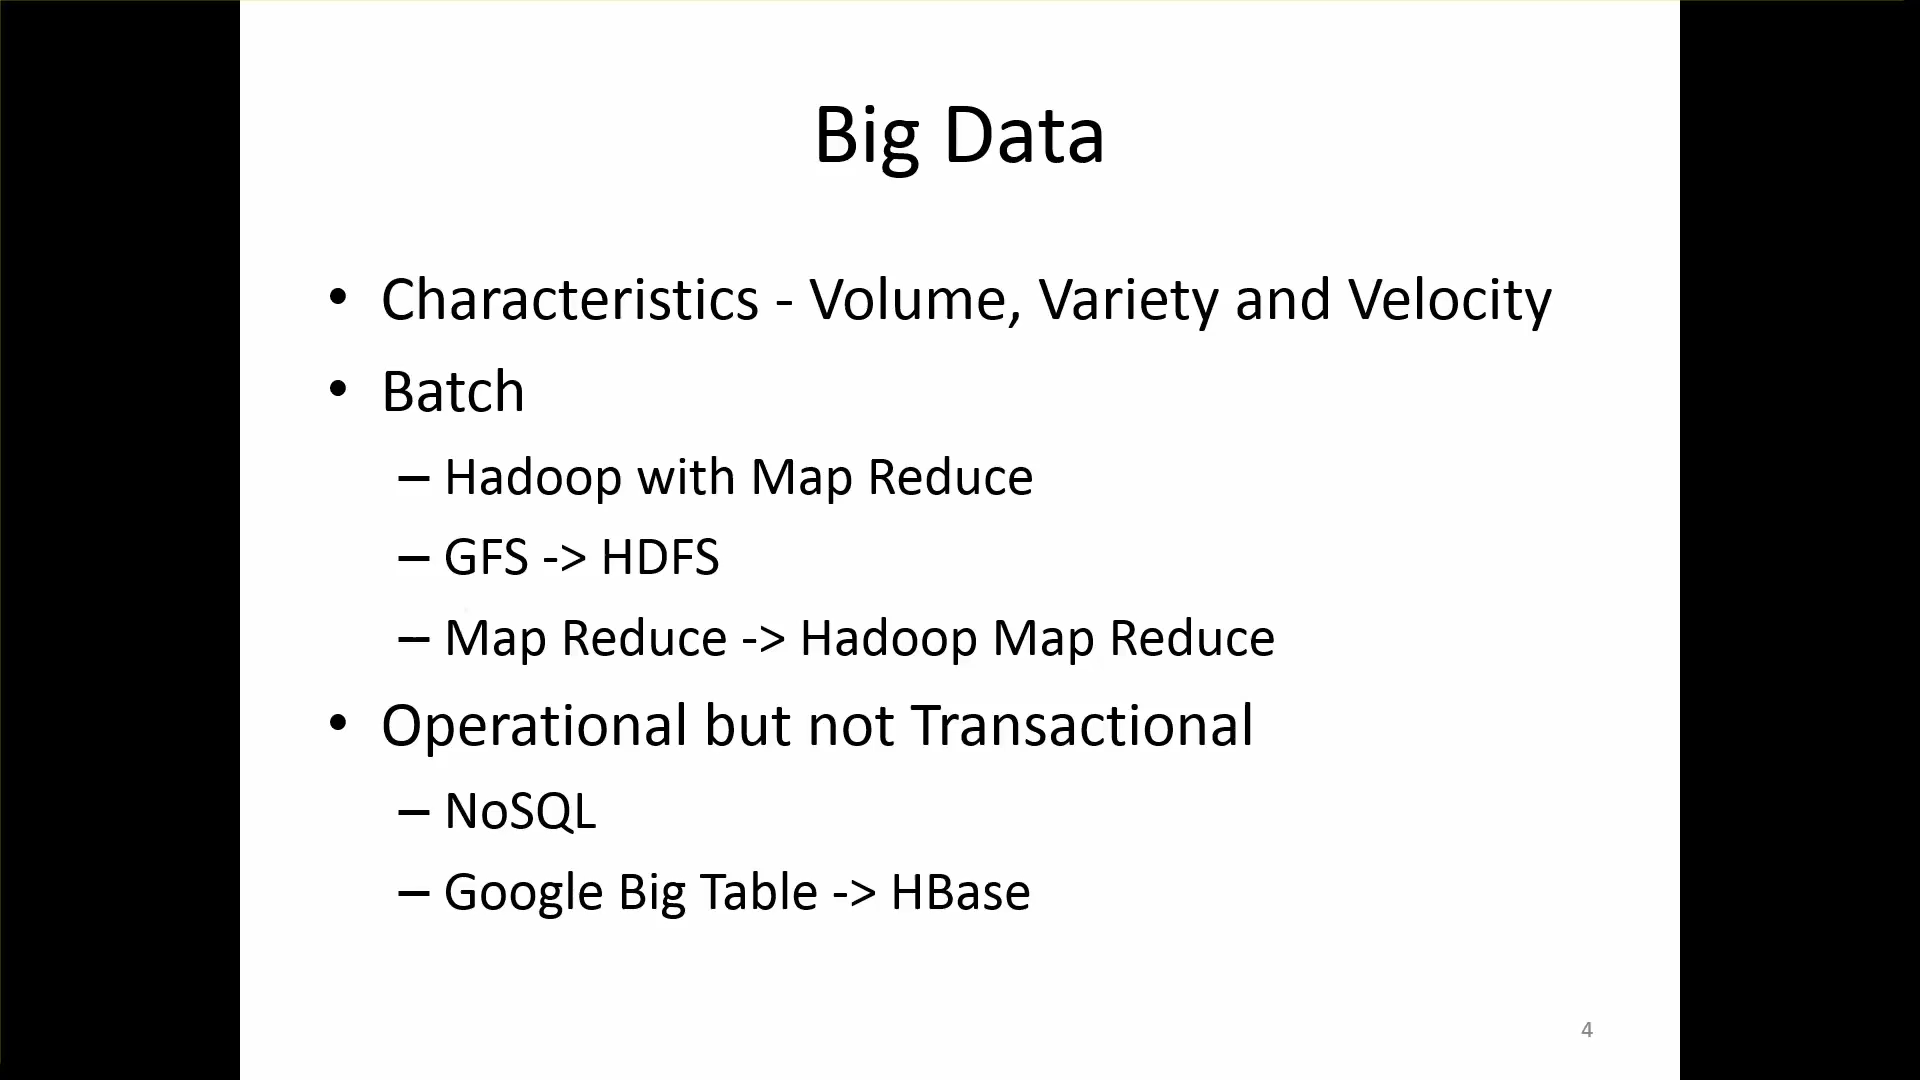 Big Data
• Characteristics - Volume, Variety and Velocity
• Batch
– Hadoop with Map Reduce
– GFS -> HDFS
– Map Reduce -> Hadoop Map Reduce
• Operational but not Transactional
– NoSQL
– Google Big Table -> HBase
4